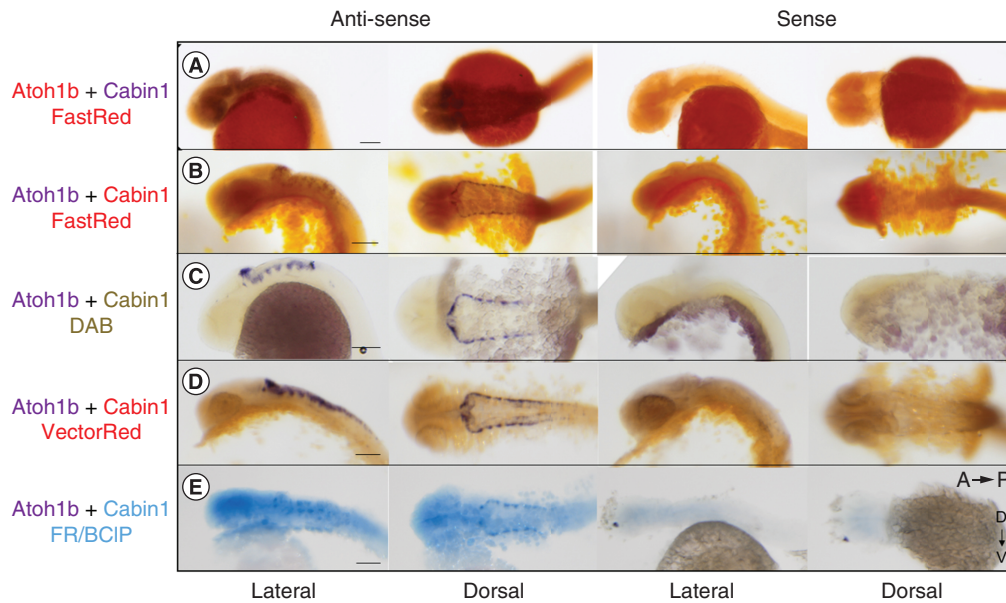 Anti-sense Sense
A
Atoh1b + Cabin1
FastRed
B
Atoh1b + Cabin1
FastRed
C
Atoh1b + Cabin1
DAB
D
Atoh1b + Cabin1
VectorRed
E
A → P
Atoh1b + Cabin1
FR/BCIP
D
↓
V
Lateral Dorsal Lateral Dorsal